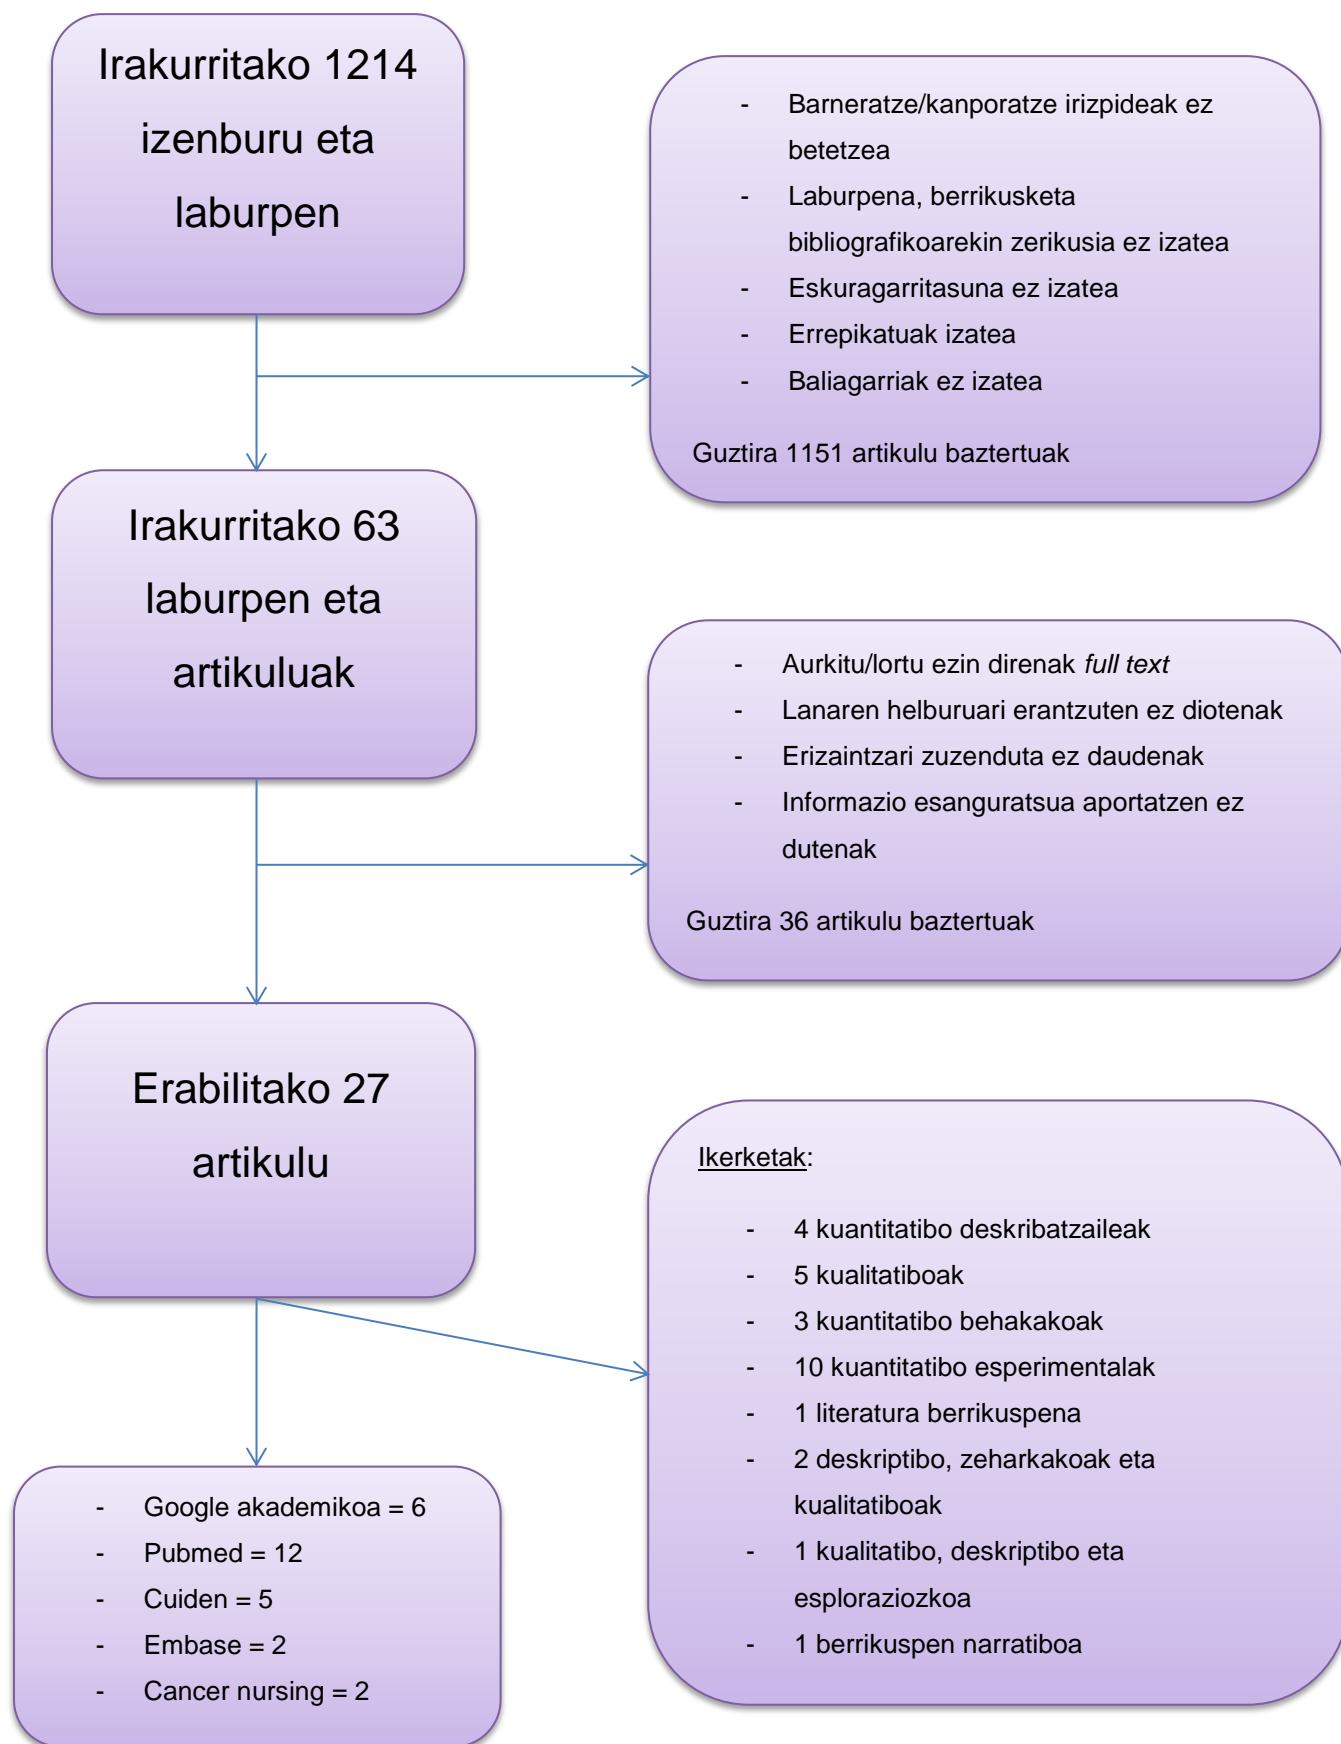 Irakurritako 1214
izenburu eta
laburpen
- Barneratze/kanporatze irizpideak ez
betetzea
- Laburpena, berrikusketa
bibliografikoarekin zerikusia ez izatea
- Eskuragarritasuna ez izatea
- Errepikatuak izatea
- Baliagarriak ez izatea
Guztira 1151 artikulu baztertuak
Irakurritako 63
laburpen eta
artikuluak
- Aurkitu/lortu ezin direnak full text
- Lanaren helburuari erantzuten ez diotenak
- Erizaintzari zuzenduta ez daudenak
- Informazio esanguratsua aportatzen ez
dutenak
Guztira 36 artikulu baztertuak
Erabilitako 27
artikulu
Ikerketak:
- 4 kuantitatibo deskribatzaileak
- 5 kualitatiboak
- 3 kuantitatibo behakakoak
- 10 kuantitatibo esperimentalak
- 1 literatura berrikuspena
- 2 deskriptibo, zeharkakoak eta
kualitatiboak
- 1 kualitatibo, deskriptibo eta
esploraziozkoa
- 1 berrikuspen narratiboa
- Google akademikoa = 6
- Pubmed = 12
- Cuiden = 5
- Embase = 2
- Cancer nursing = 2